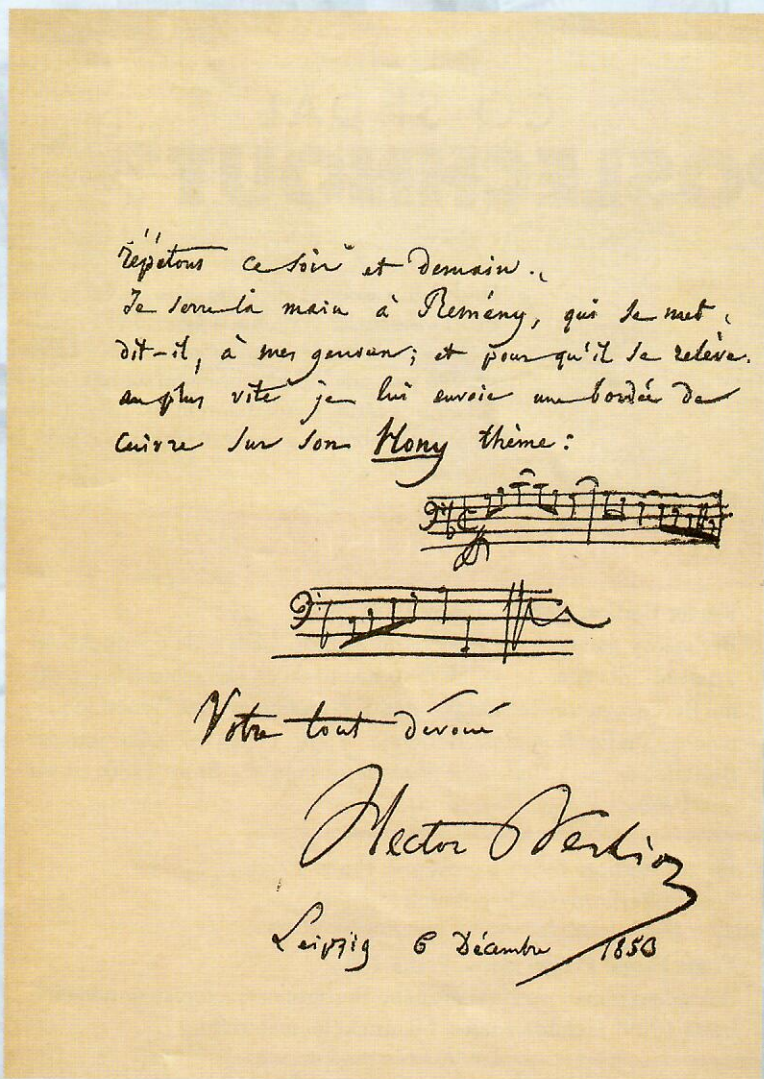 répétons ce soir et demain.
Je serre la main à Remény, qui se met,
dit-il, à mes genoux; et pour qu'il se relève
au plus vite je lui envoie une bordée de
cuivre sur son Hony thème:
Votre tout dévoué
Hector Berlioz
Leipzig 6 Décembre 1853